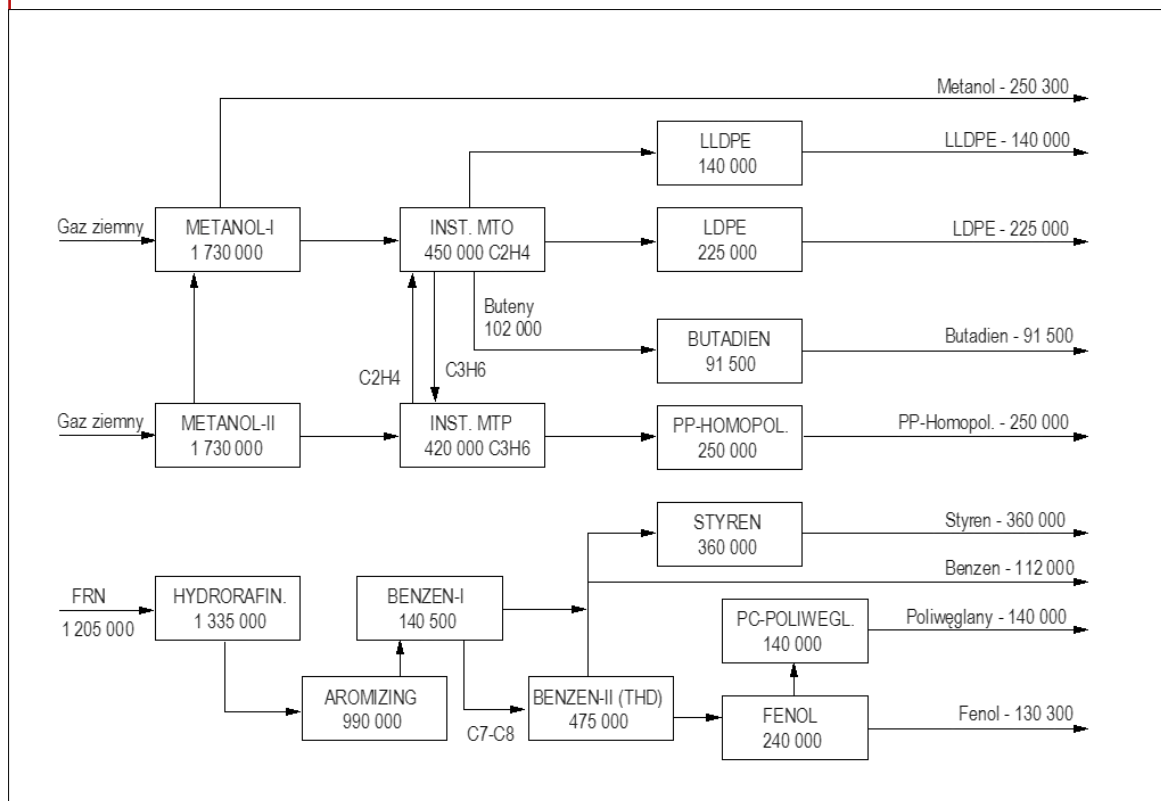 Metanol - 250 300
LLDPE
140 000
LLDPE - 140 000
Gaz ziemny
METANOL-I
1 730 000
INST. MTO
450 000 C2H4
LDPE
225 000
LDPE - 225 000
Buteny
102 000
C2H4
C3H6
BUTADIEN
91 500
Butadien - 91 500
Gaz ziemny
METANOL-II
1 730 000
INST. MTP
420 000 C3H6
PP-HOMOPOL.
250 000
PP-Homopol. - 250 000
STYREN
360 000
Styren - 360 000
Benzen - 112 000
FRN
1 205 000
HYDRORAFIN.
1 335 000
BENZEN-I
140 500
PC-POLIWEGL.
140 000
Poliwęglany - 140 000
AROMIZING
990 000
C7-C8
BENZEN-II (THD)
475 000
FENOL
240 000
Fenol - 130 300